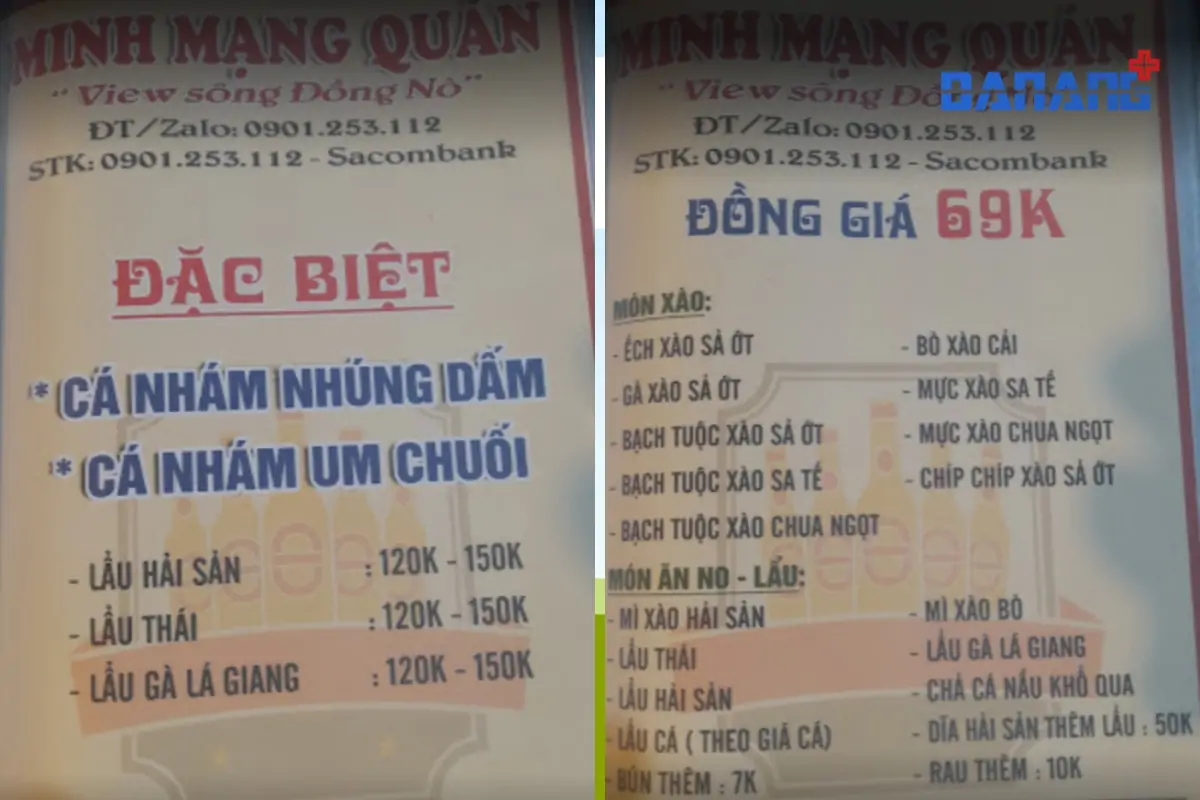 MINH MẠNG QUÁN
"View sông Đồng Nò"
ĐT/Zalo: 0901.253.112
STK: 0901.253.112 - Sacombank
ĐẶC BIỆT
* CÁ NHÁM NHÚNG DẤM
* CÁ NHÁM UM CHUỐI
- LẨU HẢI SẢN : 120K - 150K
- LẨU THÁI : 120K - 150K
- LẨU GÀ LÁ GIANG : 120K - 150K
MINH MẠNG QUÁN
DANANG
"View sông
ĐT/Zalo: 0901.253.112
STK: 0901.253.112 - Sacombank
ĐỒNG GIÁ 69K
MÓN XÀO:
- ẾCH XÀO SẢ ỚT
- GÀ XÀO SẢ ỚT
- BẠCH TUỘC XÀO SẢ ỚT
- BẠCH TUỘC XÀO SA TẾ
- BẠCH TUỘC XÀO CHUA NGỌT
- BÒ XÀO CẢI
- MỰC XÀO SA TẾ
- MỰC XÀO CHUA NGỌT
- CHÍP CHÍP XÀO SẢ ỚT
MÓN ĂN NO - LẨU:
- MÌ XÀO HẢI SẢN
- LẨU THÁI
- LẨU HẢI SẢN
- LẨU CÁ ( THEO GIÁ CÁ)
- BÚN THÊM : 7K
- MÌ XÀO BÒ
- LẨU GÀ LÁ GIANG
- CHẢ CÁ NẤU KHỔ QUA
- DĨA HẢI SẢN THÊM LẨU : 50K
- RAU THÊM : 10K